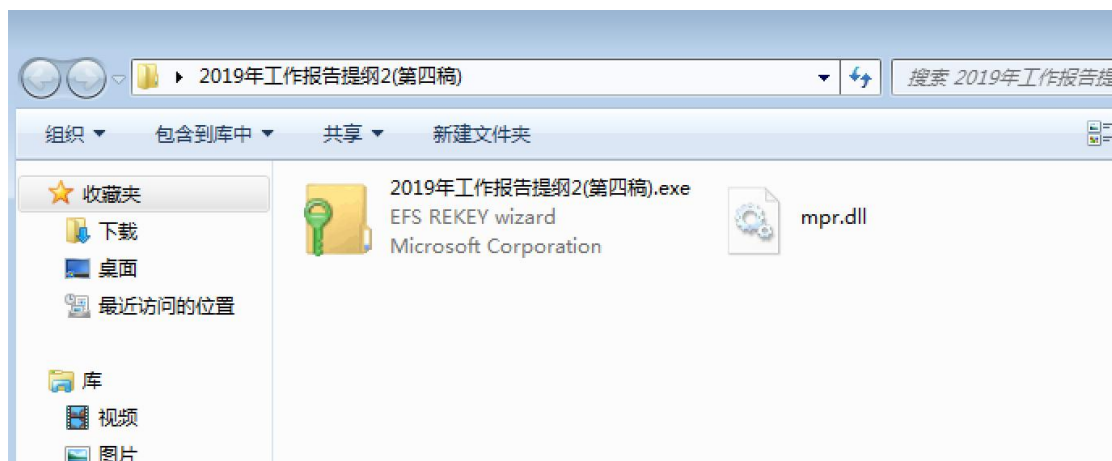 2019年工作报告提纲2(第四稿)
搜索 2019年工作报告提
组织 包含到库中 共享 新建文件夹
收藏夹
下载
桌面
最近访问的位置
库
视频
图片
2019年工作报告提纲2(第四稿).exe
EFS REKEY wizard
Microsoft Corporation
mpr.dll